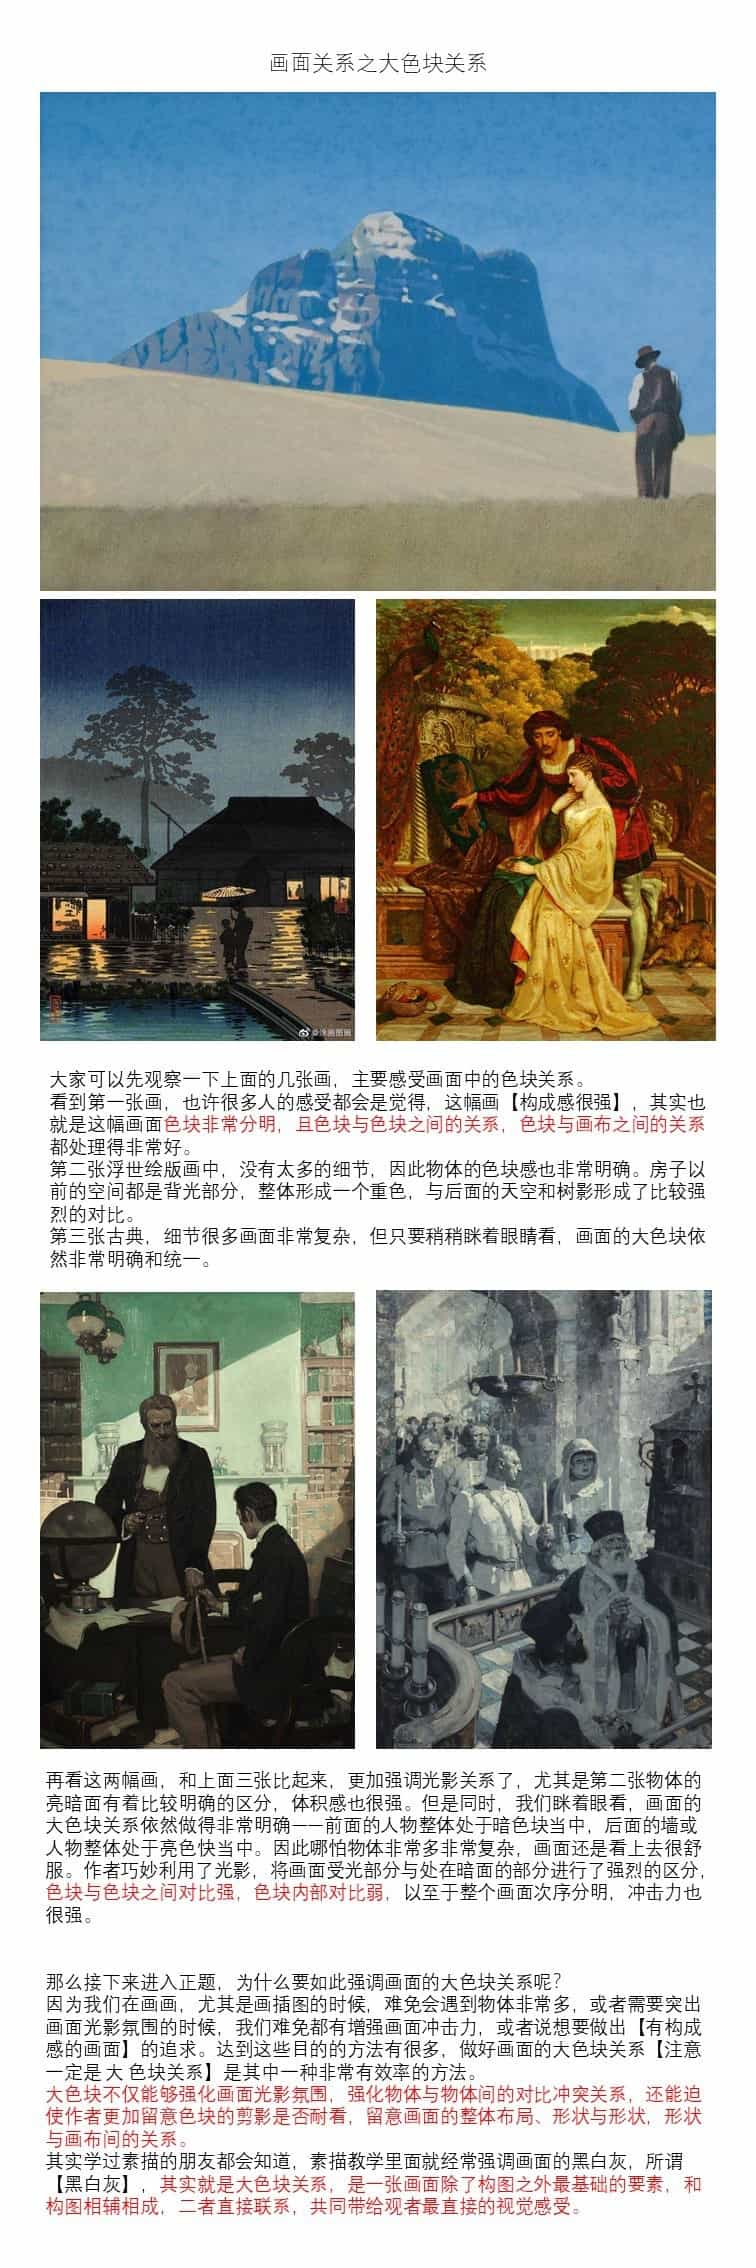 画面关系之大色块关系
@涂画图画
大家可以先观察一下上面的几张画，主要感受画面中的色块关系。
看到第一张画，也许很多人的感受都会是觉得，这幅画【构成感很强】，其实也
就是这幅画面色块非常分明，且色块与色块之间的关系，色块与画布之间的关系
都处理得非常好。
第二张浮世绘版画中，没有太多的细节，因此物体的色块感也非常明确。房子以
前的空间都是背光部分，整体形成一个重色，与后面的天空和树影形成了比较强
烈的对比。
第三张古典，细节很多画面非常复杂，但只要稍稍眯着眼睛看，画面的大色块依
然非常明确和统一。
再看这两幅画，和上面三张比起来，更加强调光影关系了，尤其是第二张物体的
亮暗面有着比较明确的区分，体积感也很强。但是同时，我们眯着眼看，画面的
大色块关系依然做得非常明确——前面的人物整体处于暗色块当中，后面的墙或
人物整体处于亮色快当中。因此哪怕物体非常多非常复杂，画面还是看上去很舒
服。作者巧妙利用了光影，将画面受光部分与处在暗面的部分进行了强烈的区分，
色块与色块之间对比强，色块内部对比弱，以至于整个画面次序分明，冲击力也
很强。
那么接下来进入正题，为什么要如此强调画面的大色块关系呢？
因为我们在画画，尤其是画插图的时候，难免会遇到物体非常多，或者需要突出
画面光影氛围的时候，我们难免都有增强画面冲击力，或者说想要做出【有构成
感的画面】的追求。达到这些目的的方法有很多，做好画面的大色块关系【注意
一定是 大 色块关系】是其中一种非常有效率的方法。
大色块不仅能够强化画面光影氛围，强化物体与物体间的对比冲突关系，还能迫
使作者更加留意色块的剪影是否耐看，留意画面的整体布局、形状与形状，形状
与画布间的关系。
其实学过素描的朋友都会知道，素描教学里面就经常强调画面的黑白灰，所谓
【黑白灰】，其实就是大色块关系，是一张画面除了构图之外最基础的要素，和
构图相辅相成，二者直接联系，共同带给观者最直接的视觉感受。